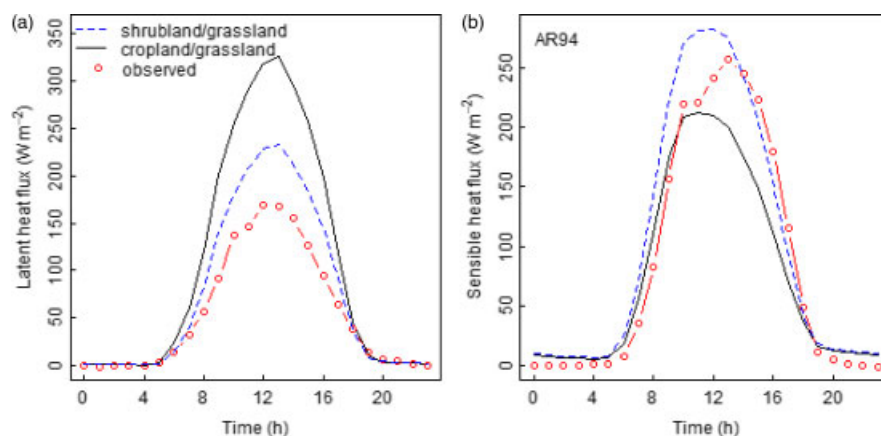 (a)
shrubland/grassland
cropland/grassland
observed
Latent heat flux (W m⁻²)
350
300
250
200
150
100
50
0
0 4 8 12 16 20
Time (h)
(b)
AR94
Sensible heat flux (W m⁻²)
250
200
150
100
50
0
0 4 8 12 16 20
Time (h)